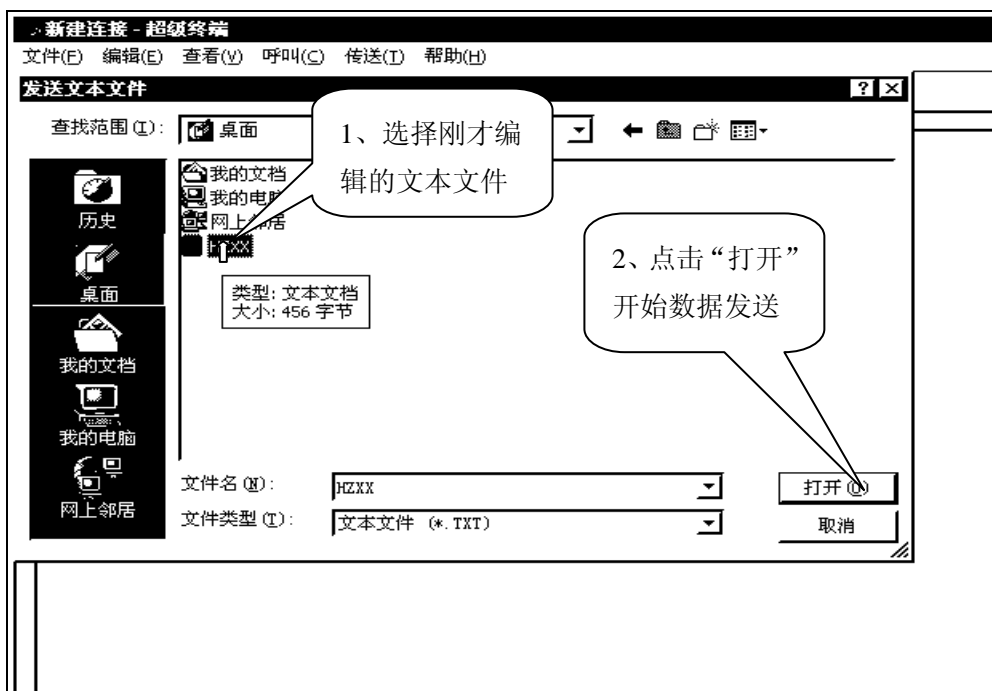 新建连接 - 超级终端
文件(F) 编辑(E) 查看(V) 呼叫(C) 传送(T) 帮助(H)
发送文本文件
查找范围(I): 桌面
1、选择刚才编
辑的文本文件
历史
桌面
我的文档
我的电脑
网上邻居
我的文档
我的电脑
网上邻居
HZXX
类型: 文本文档
大小: 456 字节
2、点击“打开”
开始数据发送
文件名(N): HZXX
打开(O)
文件类型(T): 文本文件 (*.TXT)
取消